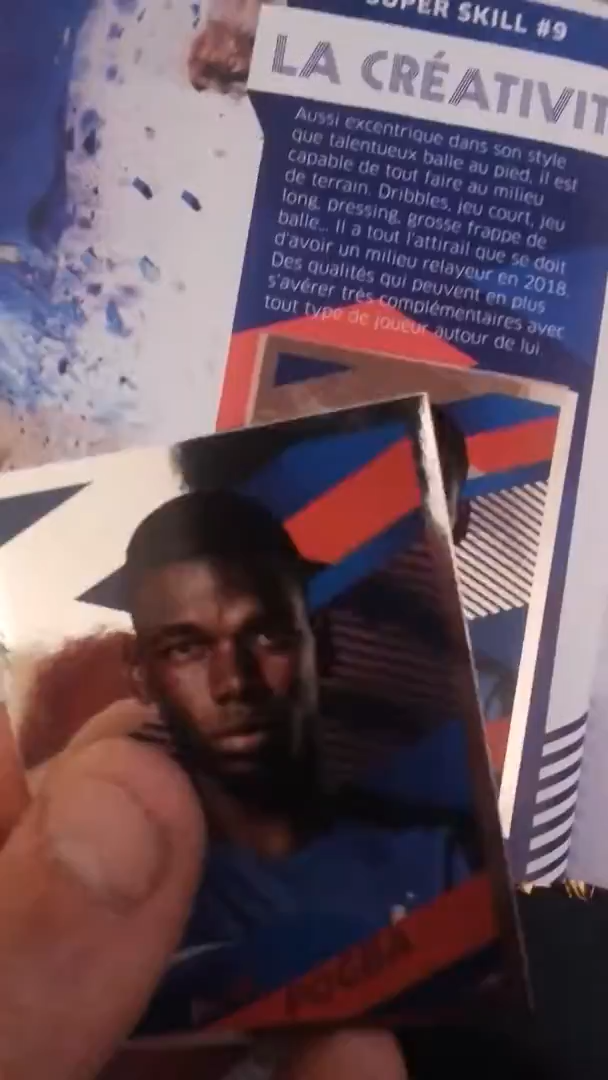 SUPER SKILL #9
LA CRÉATIVIT
Aussi excentrique dans son style
que talentueux balle au pied, il est
capable de tout faire au milieu
de terrain. Dribbles, jeu court, jeu
long, pressing, grosse frappe de
balle... Il a tout l'attirail que se doit
d'avoir un milieu relayeur en 2018.
Des qualités qui peuvent en plus
s'avérer très complémentaires avec
tout type de joueur autour de lui
POGBA